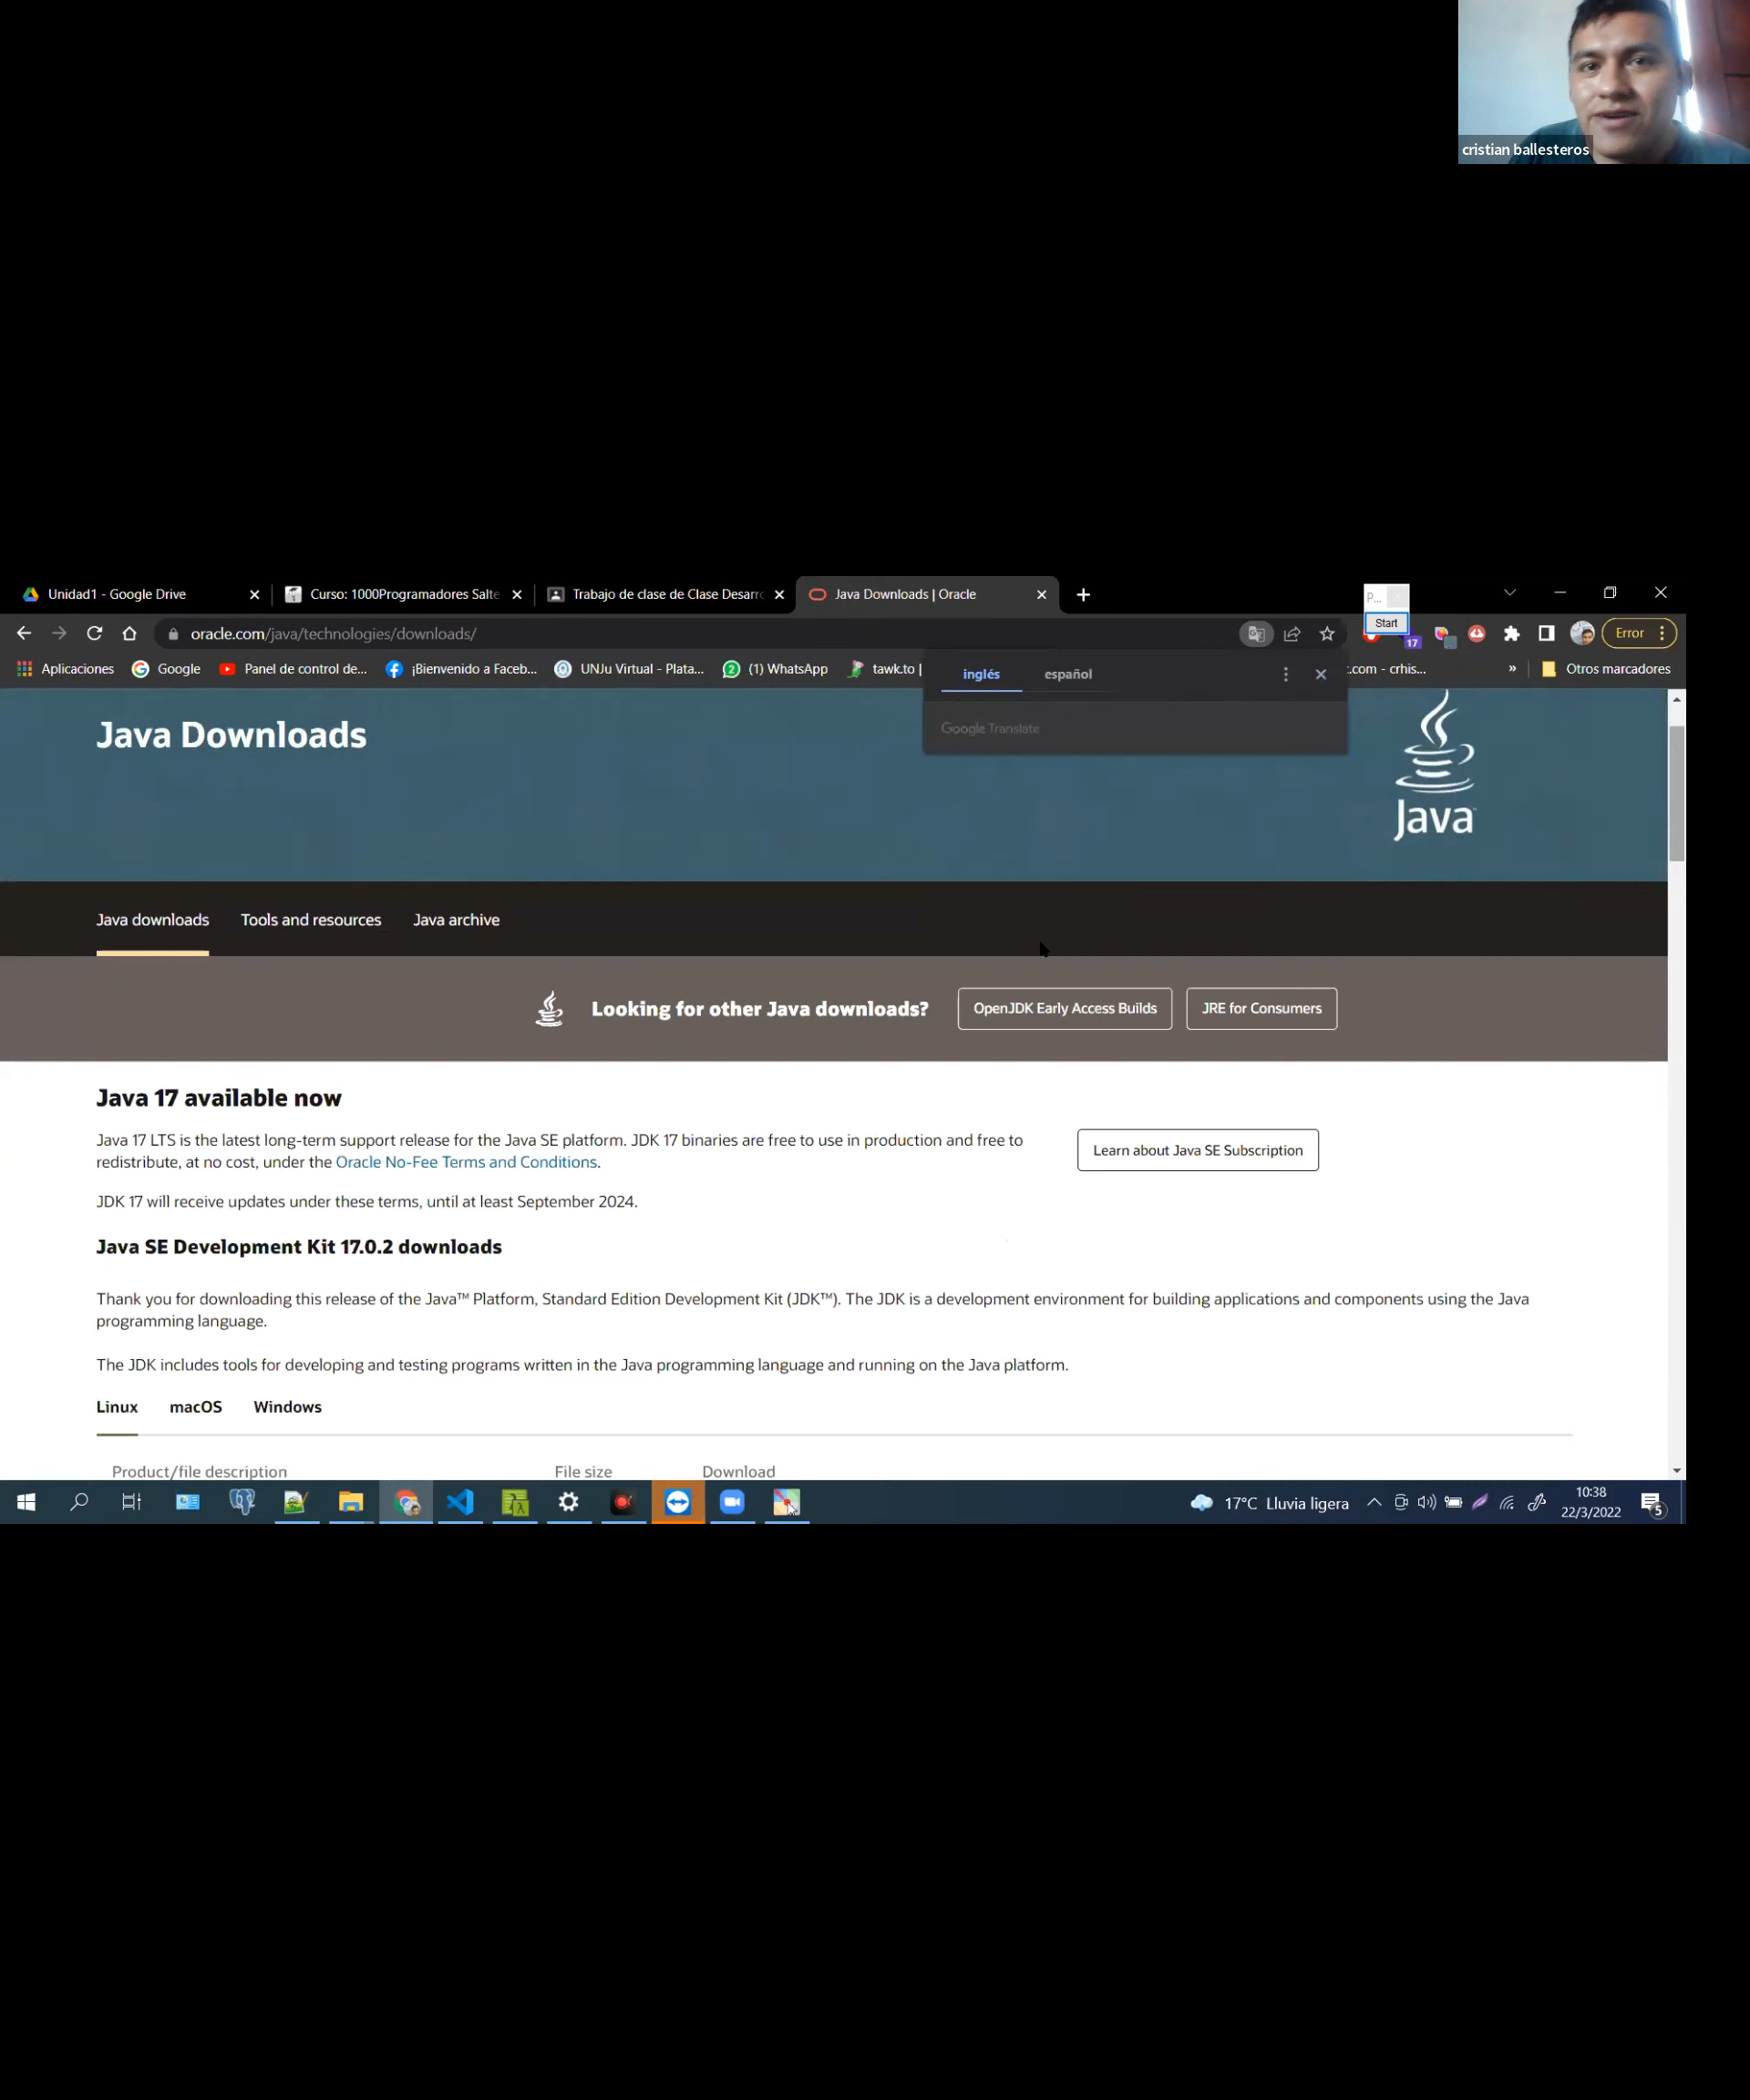 cristian ballesteros
Unidad1 - Google Drive
Curso: 1000Programadores Salte
Trabajo de clase de Clase Desarro
Java Downloads | Oracle
P...
Start
oracle.com/java/technologies/downloads/
17
Error
Aplicaciones
Google
Panel de control de...
¡Bienvenido a Faceb...
UNJu Virtual - Plata...
2
(1) WhatsApp
tawk.to |
.com - crhis...
»
Otros marcadores
inglés
español
Google Translate
Java Downloads
Java
Java downloads
Tools and resources
Java archive
Looking for other Java downloads?
OpenJDK Early Access Builds
JRE for Consumers
Java 17 available now
Java 17 LTS is the latest long-term support release for the Java SE platform. JDK 17 binaries are free to use in production and free to
redistribute, at no cost, under the Oracle No-Fee Terms and Conditions.
Learn about Java SE Subscription
JDK 17 will receive updates under these terms, until at least September 2024.
Java SE Development Kit 17.0.2 downloads
Thank you for downloading this release of the Java™ Platform, Standard Edition Development Kit (JDK™). The JDK is a development environment for building applications and components using the Java
programming language.
The JDK includes tools for developing and testing programs written in the Java programming language and running on the Java platform.
Linux
macOS
Windows
Product/file description
File size
Download
17°C Lluvia ligera
10:38
22/3/2022
5